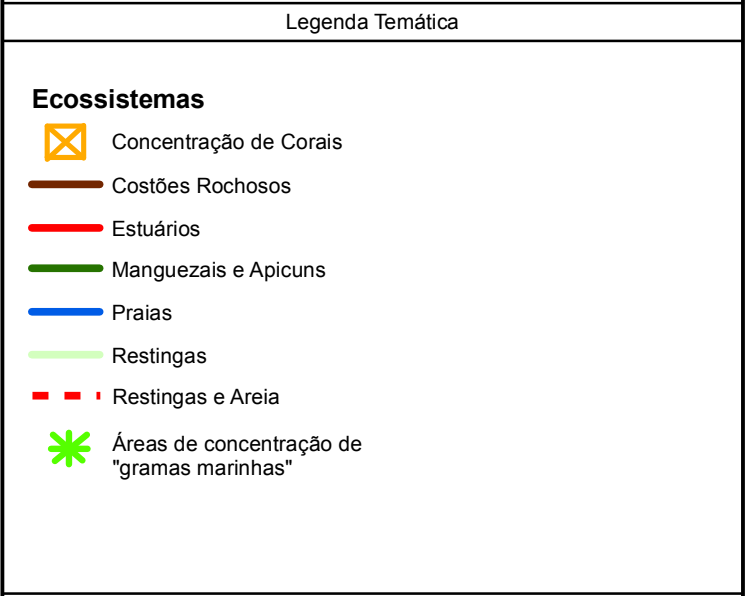 Legenda Temática
Ecossistemas
Concentração de Corais
Costões Rochosos
Estuários
Manguezais e Apicuns
Praias
Restingas
Restingas e Areia
Áreas de concentração de
"gramas marinhas"